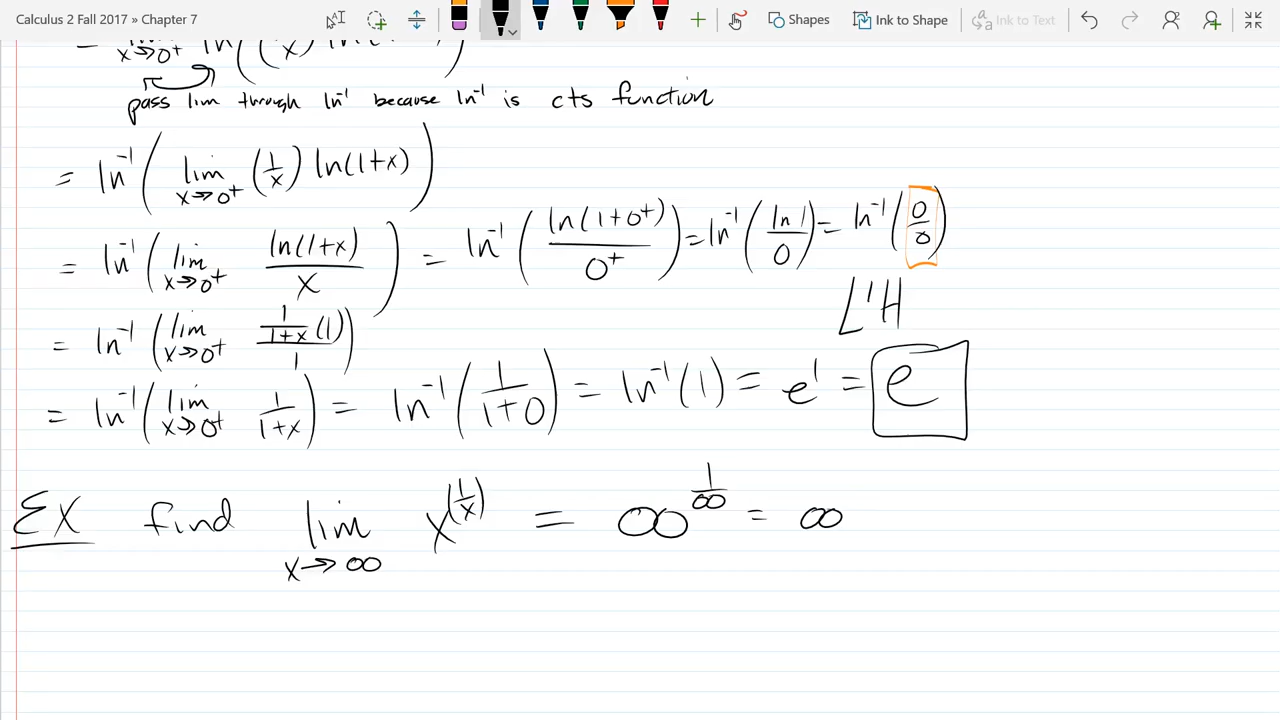 Calculus 2 Fall 2017 » Chapter 7
Shapes
Ink to Shape
Ink to Text
x→0⁺ ln((1/x) ln
pass lim through ln⁻¹ because ln⁻¹ is cts function
= ln⁻¹( lim x→0⁺ (1/x) ln(1+x) )
= ln⁻¹( lim x→0⁺ ln(1+x)/x ) = ln⁻¹( ln(1+0⁺)/0⁺ ) = ln⁻¹( ln 1/0 ) = ln⁻¹( 0/0 )
L'H
= ln⁻¹( lim x→0⁺ (1/(1+x) (1))/1 )
= ln⁻¹( lim x→0⁺ 1/(1+x) ) = ln⁻¹( 1/(1+0) ) = ln⁻¹(1) = e¹ = e
EX find lim x→∞ x^(1/x) = ∞^(1/∞) = ∞